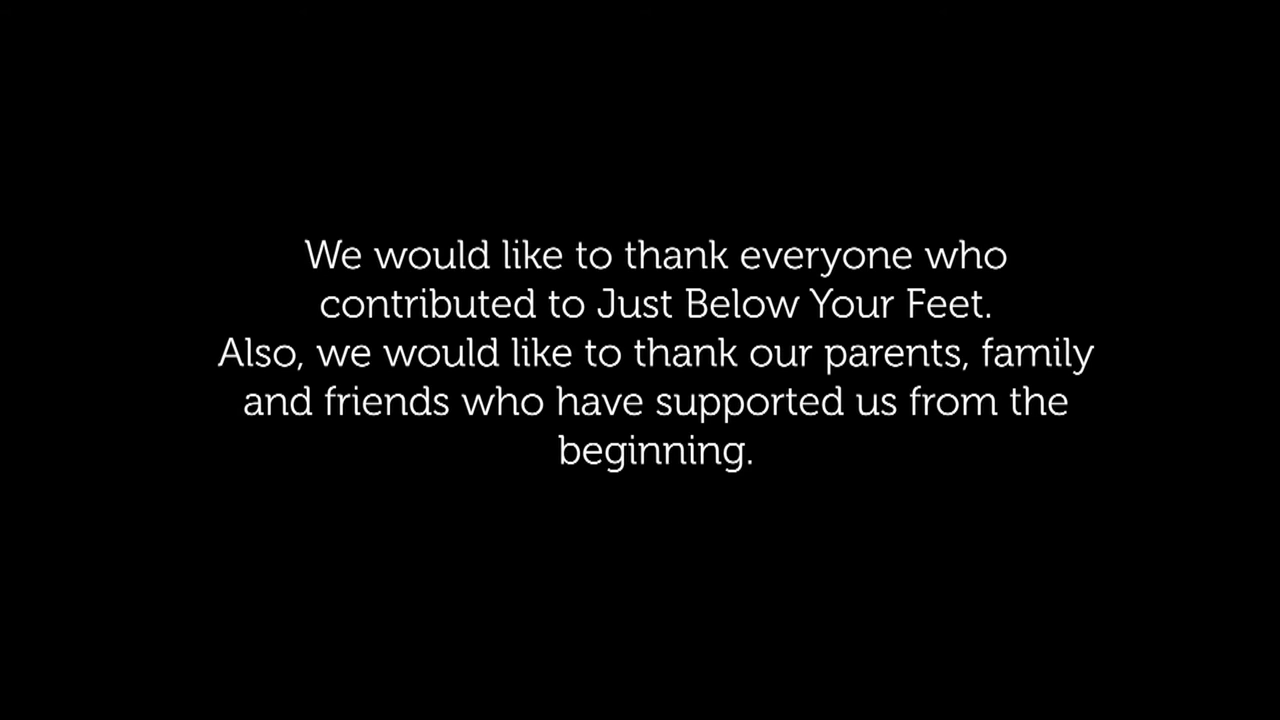 We would like to thank everyone who
contributed to Just Below Your Feet.
Also, we would like to thank our parents, family
and friends who have supported us from the
beginning.